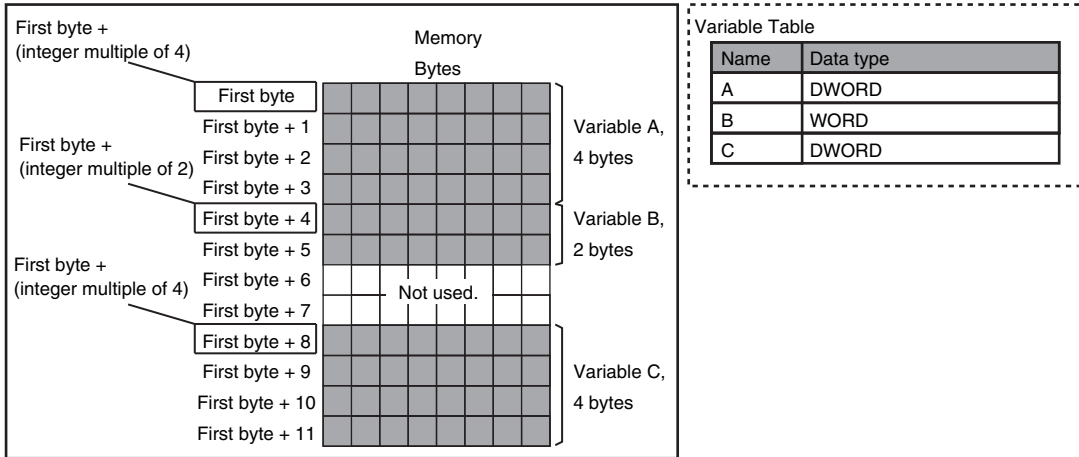 First byte +
(integer multiple of 4)
Memory
Bytes
First byte
First byte + 1
First byte + 2
First byte + 3
Variable A,
4 bytes
First byte +
(integer multiple of 2)
First byte + 4
First byte + 5
Variable B,
2 bytes
First byte +
(integer multiple of 4)
First byte + 6
First byte + 7
Not used.
First byte + 8
First byte + 9
First byte + 10
First byte + 11
Variable C,
4 bytes
Variable Table
Name Data type
A DWORD
B WORD
C DWORD